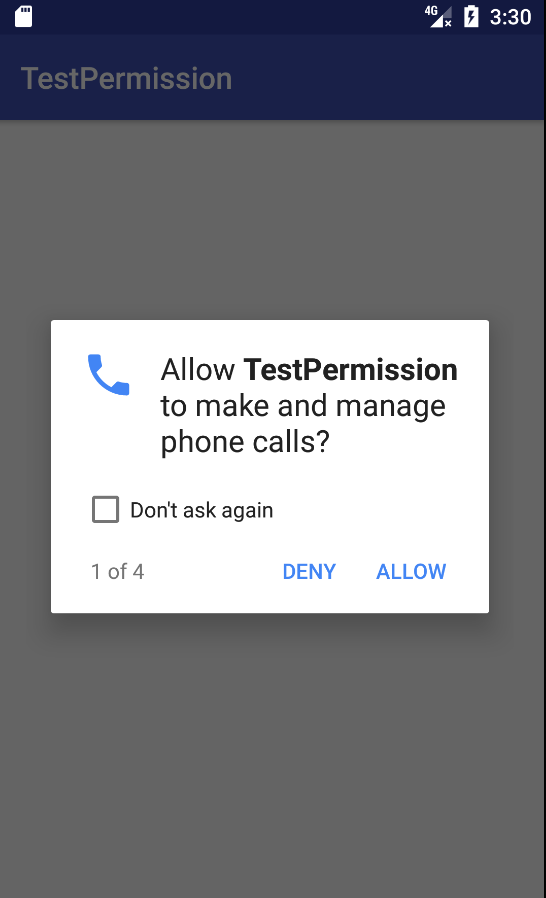 4G 3:30
TestPermission
Allow TestPermission
to make and manage
phone calls?
Don't ask again
1 of 4 DENY ALLOW